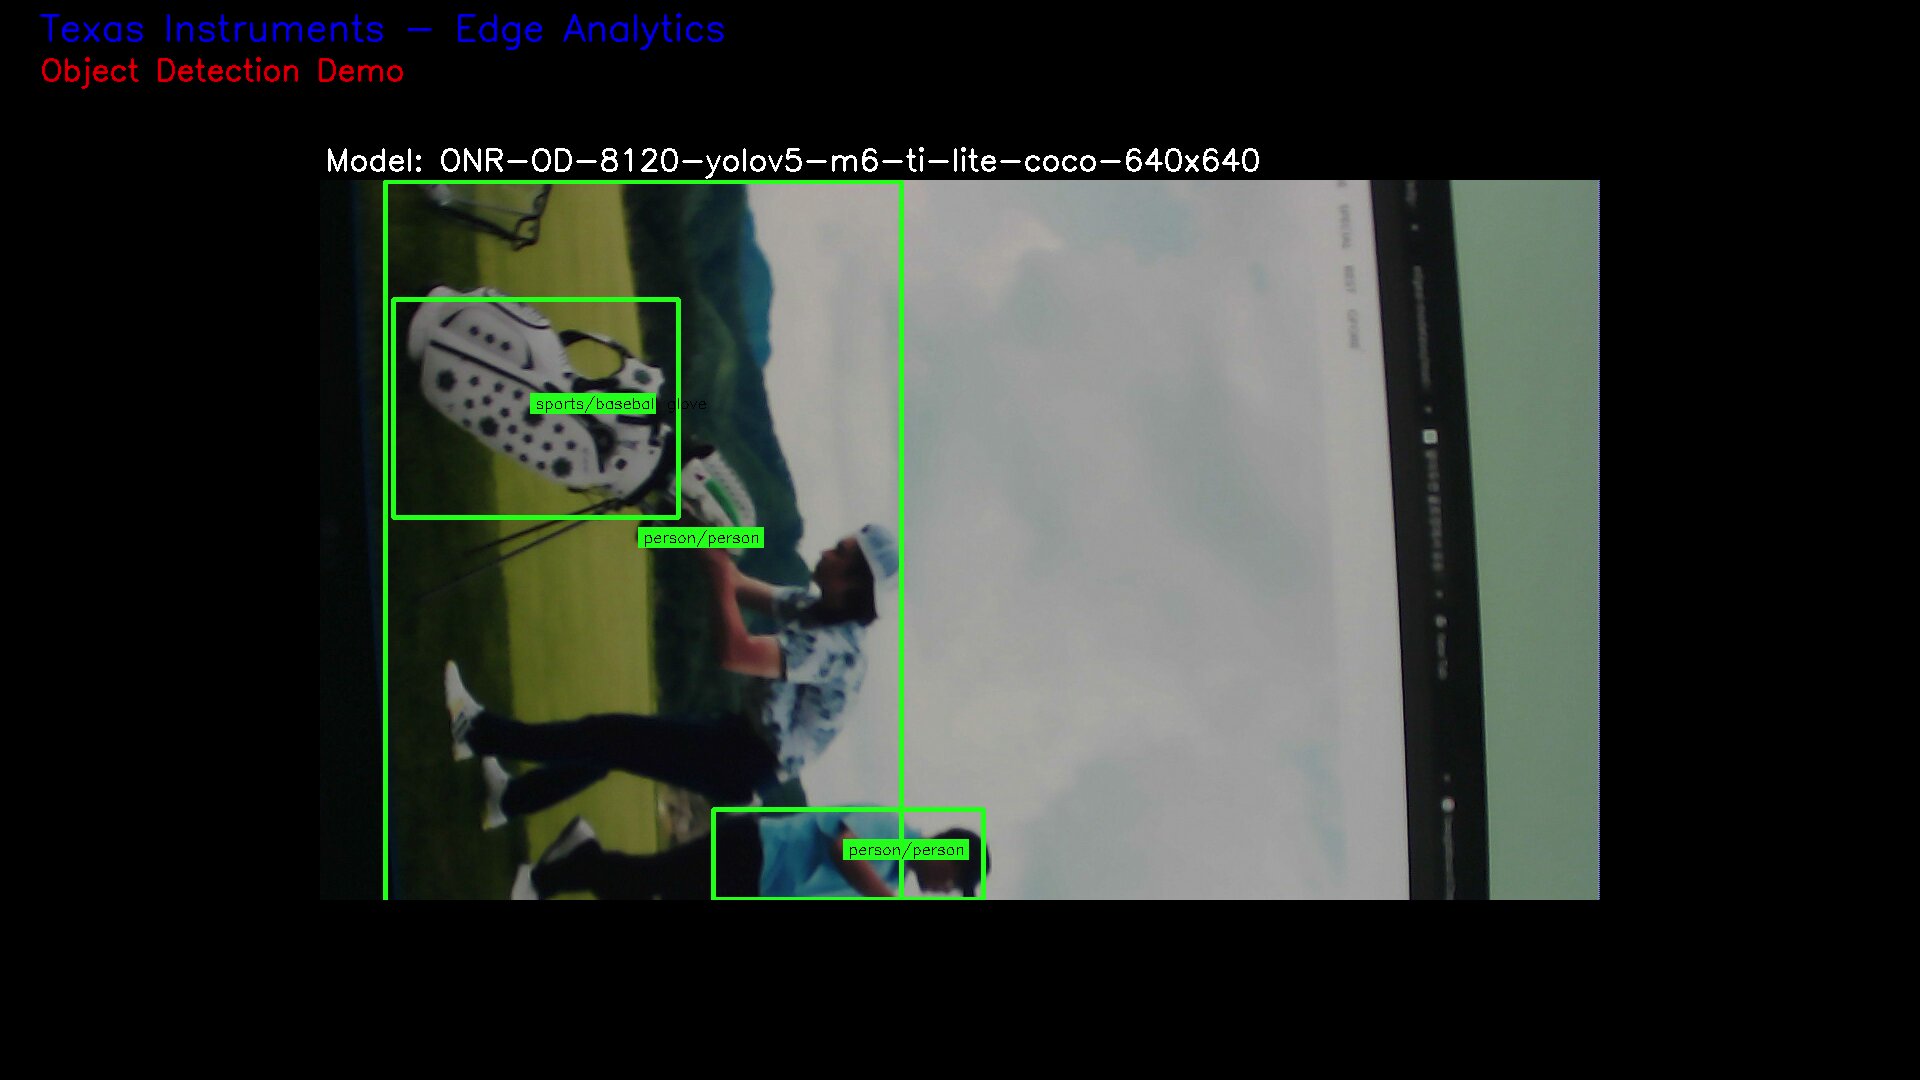 Texas Instruments - Edge Analytics
Object Detection Demo
Model: ONR-OD-8120-yolov5-m6-ti-lite-coco-640x640
sports/baseball glove
person/person
person/person